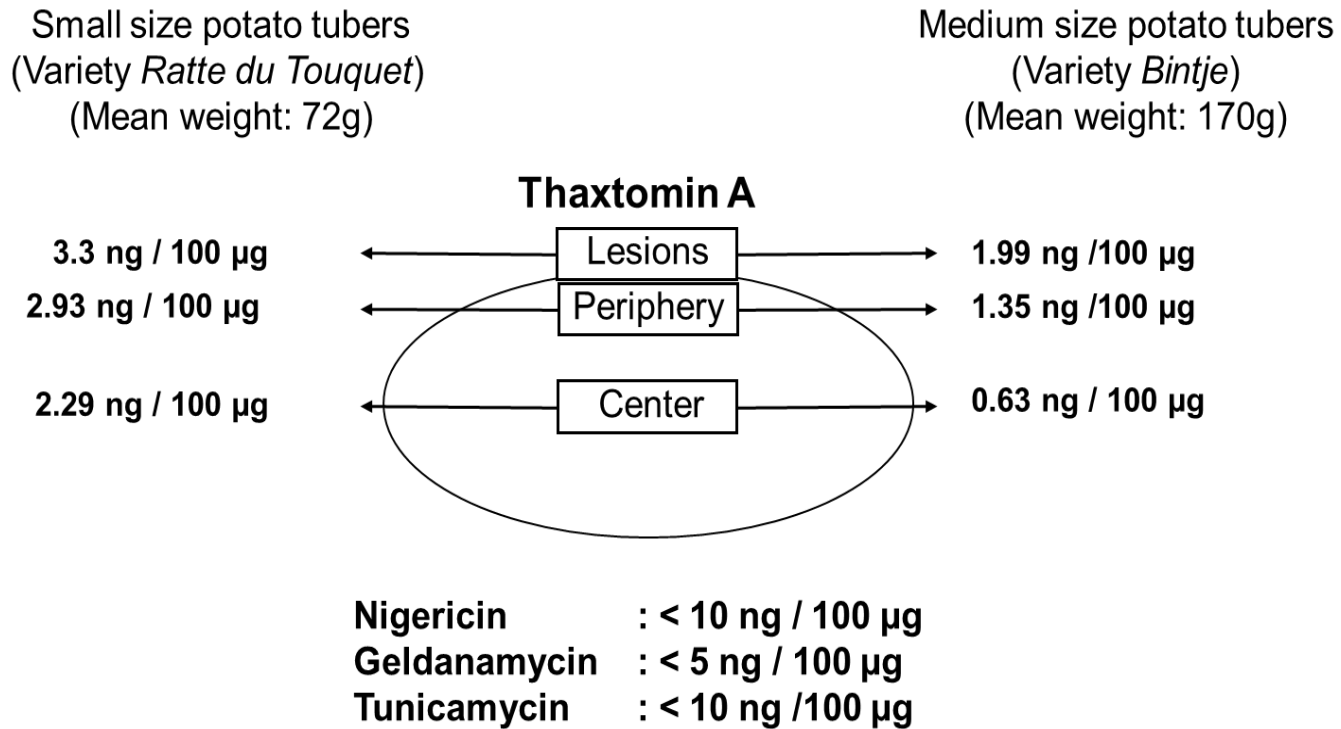 Small size potato tubers
(Variety Ratte du Touquet)
(Mean weight: 72g)
Medium size potato tubers
(Variety Bintje)
(Mean weight: 170g)
Thaxtomin A
3.3 ng / 100 µg
Lesions
1.99 ng /100 µg
2.93 ng / 100 µg
Periphery
1.35 ng /100 µg
2.29 ng / 100 µg
Center
0.63 ng / 100 µg
Nigericin : < 10 ng / 100 µg
Geldanamycin : < 5 ng / 100 µg
Tunicamycin : < 10 ng /100 µg